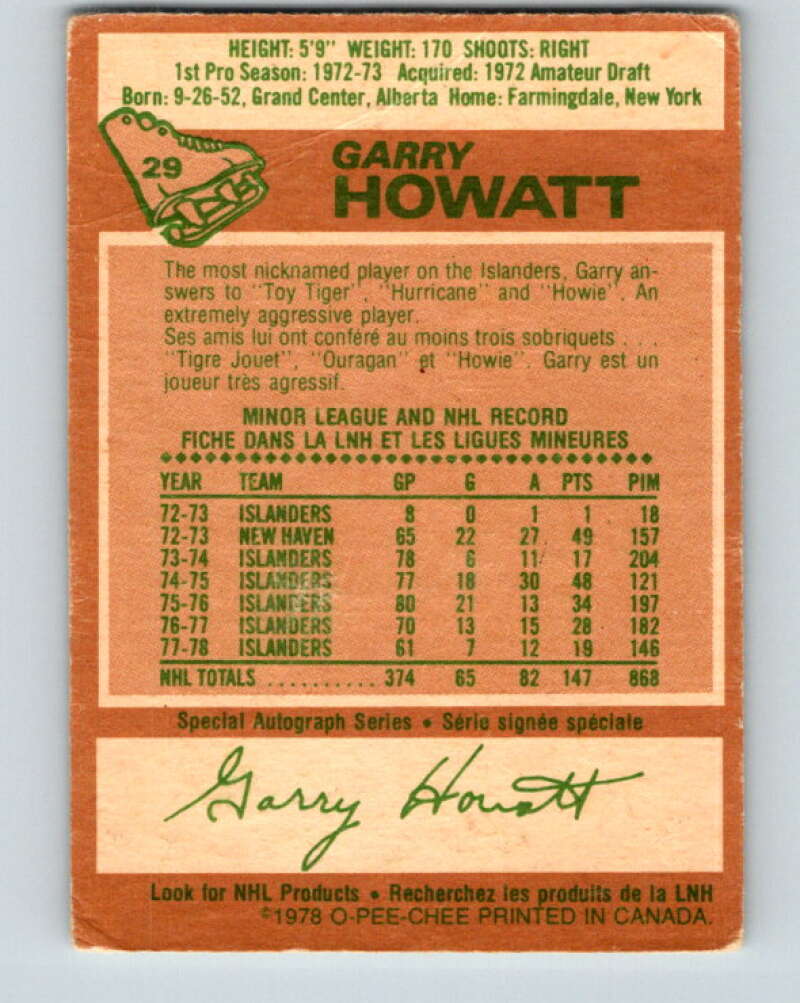 HEIGHT: 5'9" WEIGHT: 170 SHOOTS: RIGHT
1st Pro Season: 1972-73 Acquired: 1972 Amateur Draft
Born: 9-26-52, Grand Center, Alberta Home: Farmingdale, New York
29
GARRY
HOWATT
The most nicknamed player on the Islanders, Garry an-
swers to "Toy Tiger", "Hurricane" and "Howie". An
extremely aggressive player.
Ses amis lui ont conféré au moins trois sobriquets . . .
"Tigre Jouet", "Ouragan" et "Howie". Garry est un
joueur très agressif.
MINOR LEAGUE AND NHL RECORD
FICHE DANS LA LNH ET LES LIGUES MINEURES
YEAR TEAM GP G A PTS PIM
72-73 ISLANDERS 8 0 1 1 18
72-73 NEW HAVEN 65 22 27 49 157
73-74 ISLANDERS 78 6 11 17 204
74-75 ISLANDERS 77 18 30 48 121
75-76 ISLANDERS 80 21 13 34 197
76-77 ISLANDERS 70 13 15 28 182
77-78 ISLANDERS 61 7 12 19 146
NHL TOTALS .......... 374 65 82 147 868
Special Autograph Series • Série signée spéciale
Garry Howatt
Look for NHL Products • Recherchez les produits de la LNH
©1978 O-PEE-CHEE PRINTED IN CANADA.